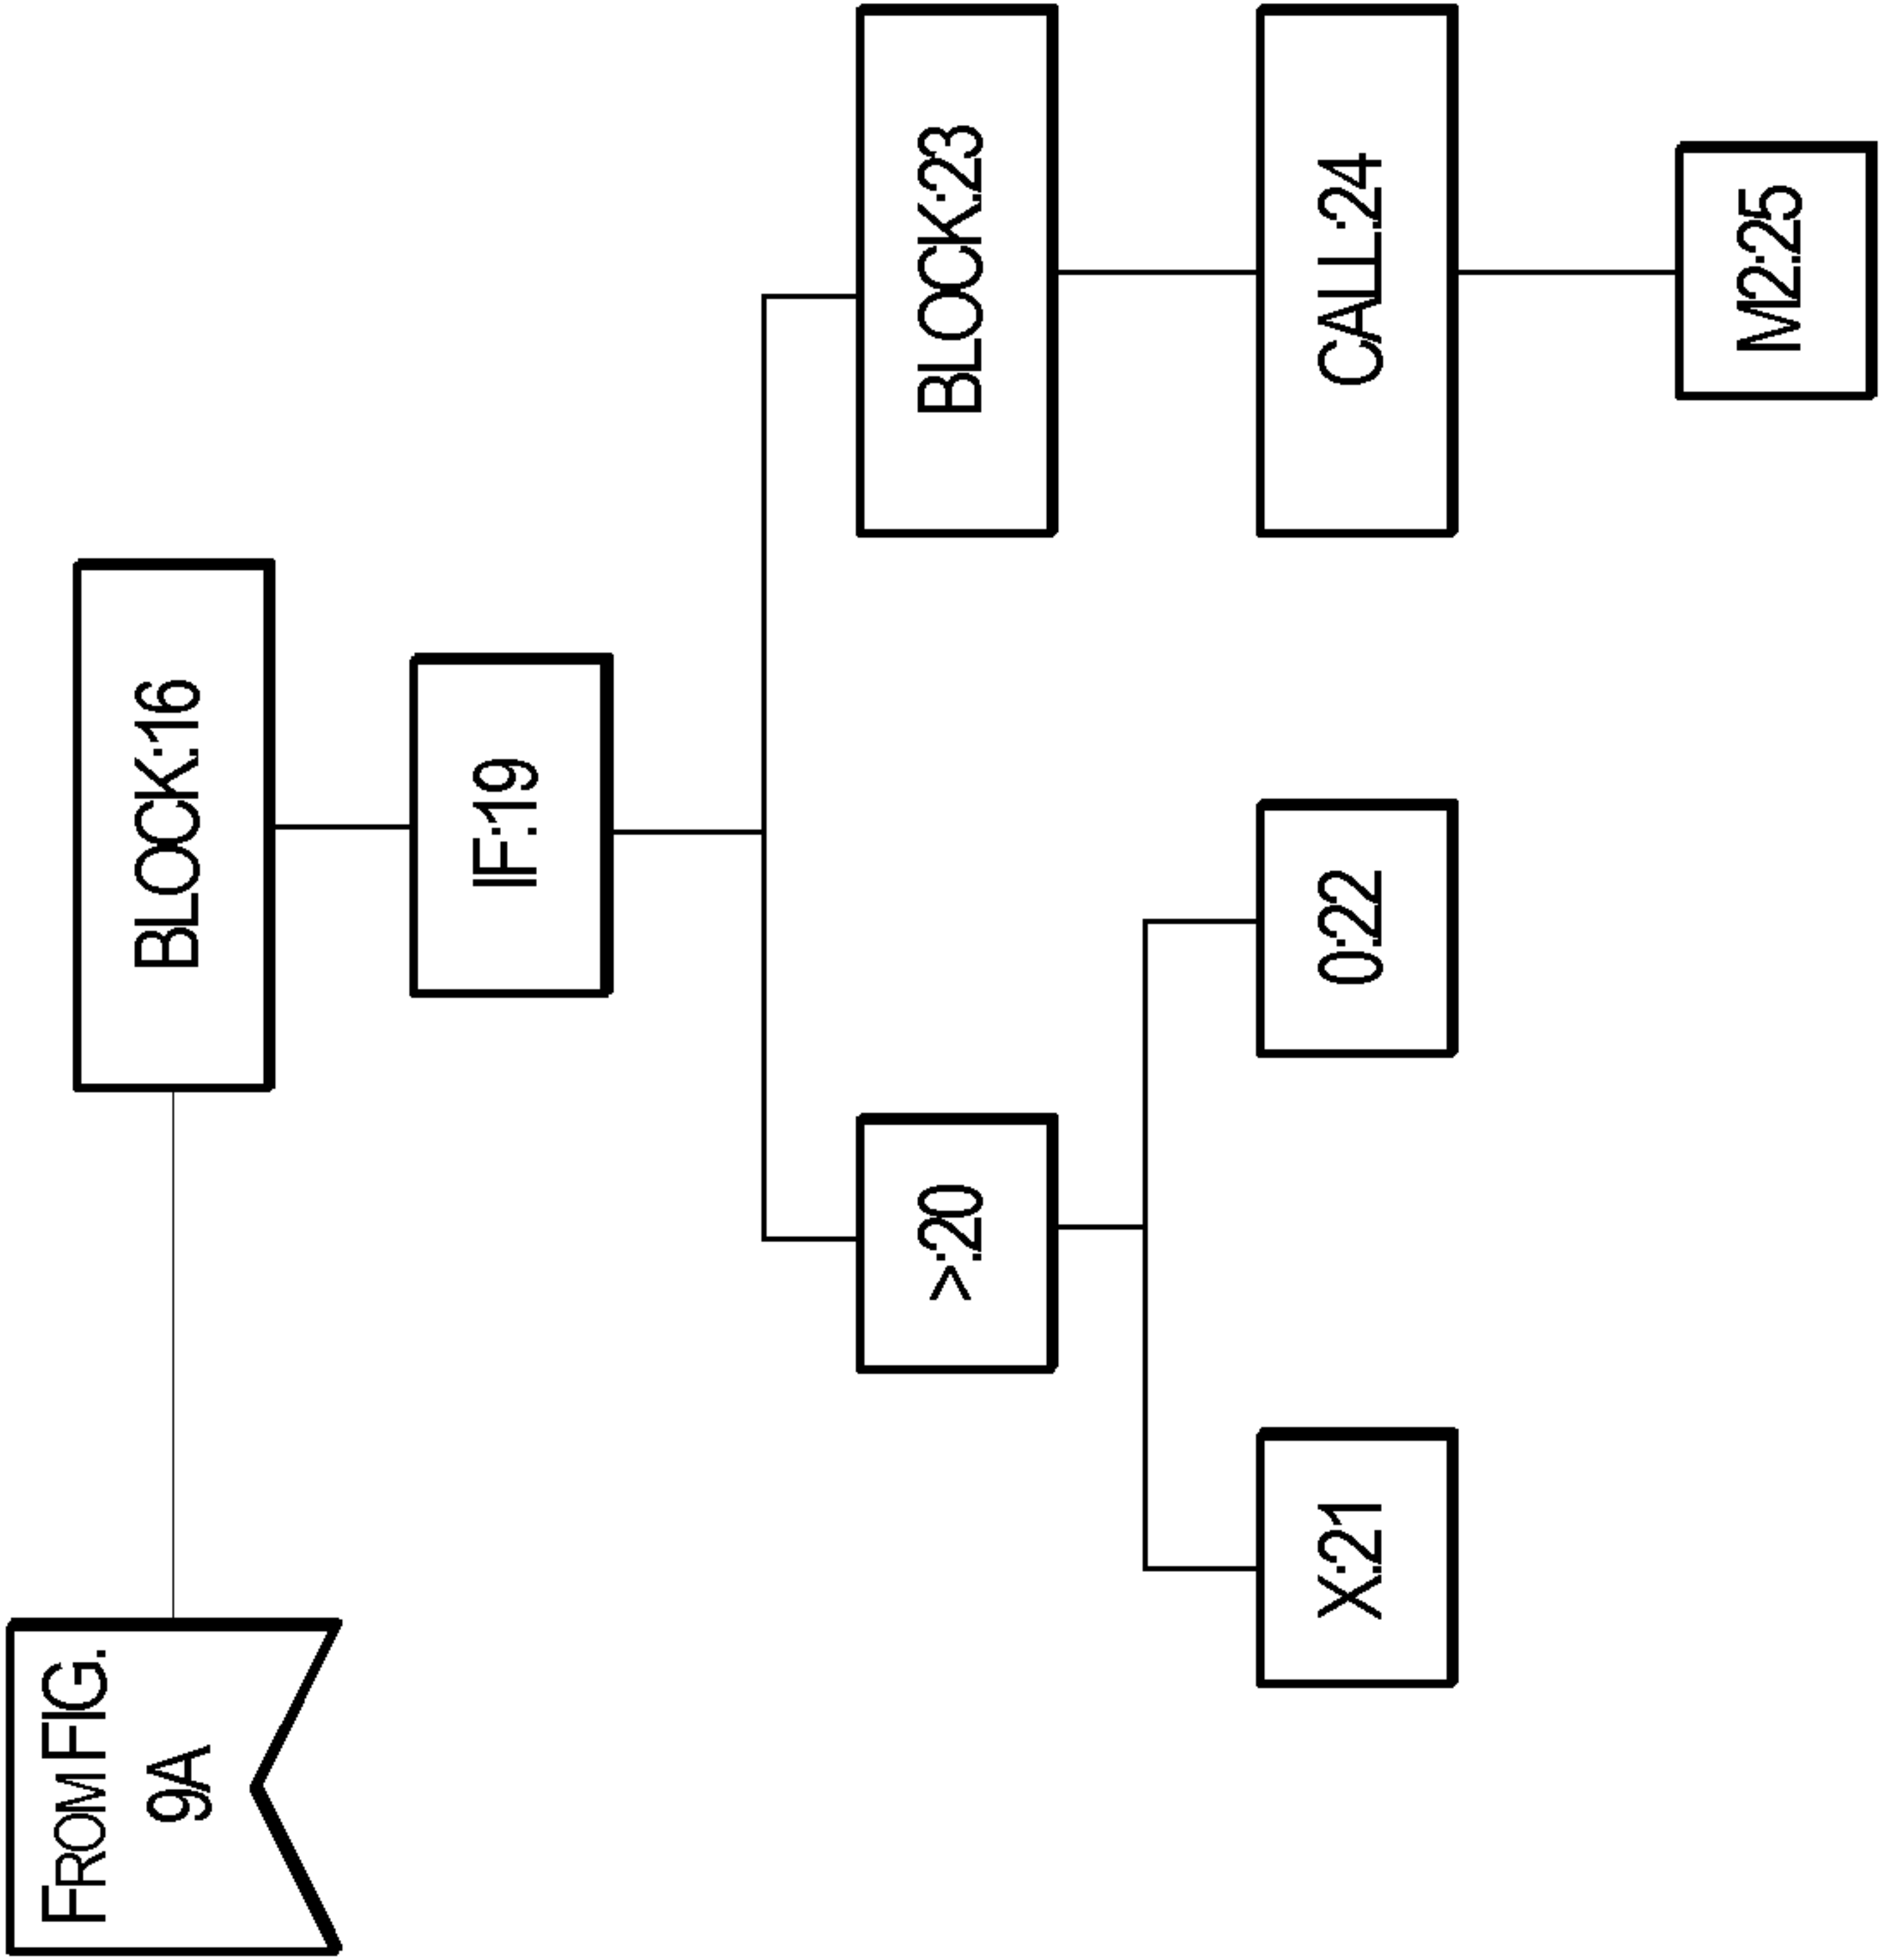 FROM FIG.
9A
BLOCK:16
IF:19
>:20
BLOCK:23
X:21
0:22
CALL:24
M2:25